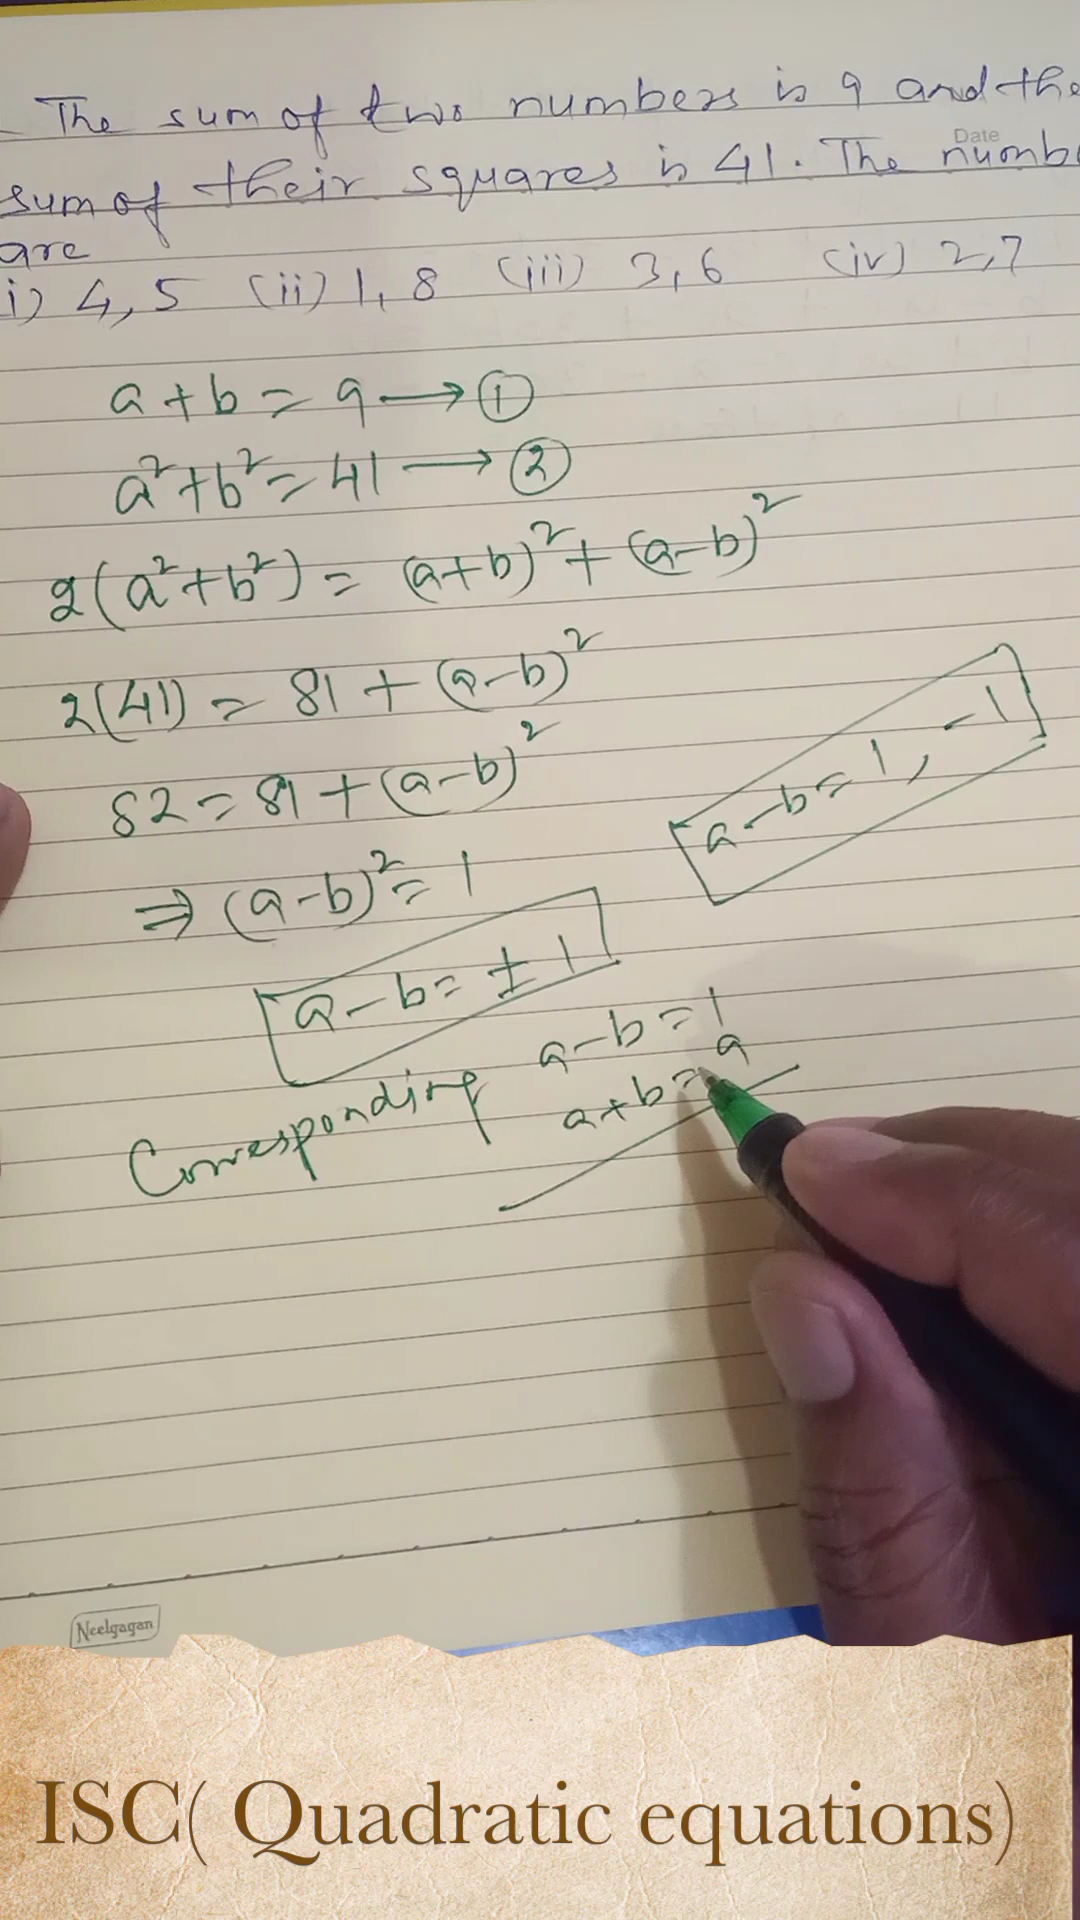 The sum of two numbers is 9 and the
Date
sum of their squares is 41. The numbe
are
i) 4, 5 (ii) 1, 8 (iii) 3, 6 (iv) 2, 7
a + b = 9 → ①
a² + b² = 41 → ②
2(a² + b²) = (a+b)² + (a-b)²
2(41) = 81 + (a-b)²
82 = 81 + (a-b)²
a-b = 1, -1
⇒ (a-b)² = 1
a - b = ± 1
Corresponding a-b = 1
a+b = 9
Neelgagan
ISC( Quadratic equations)